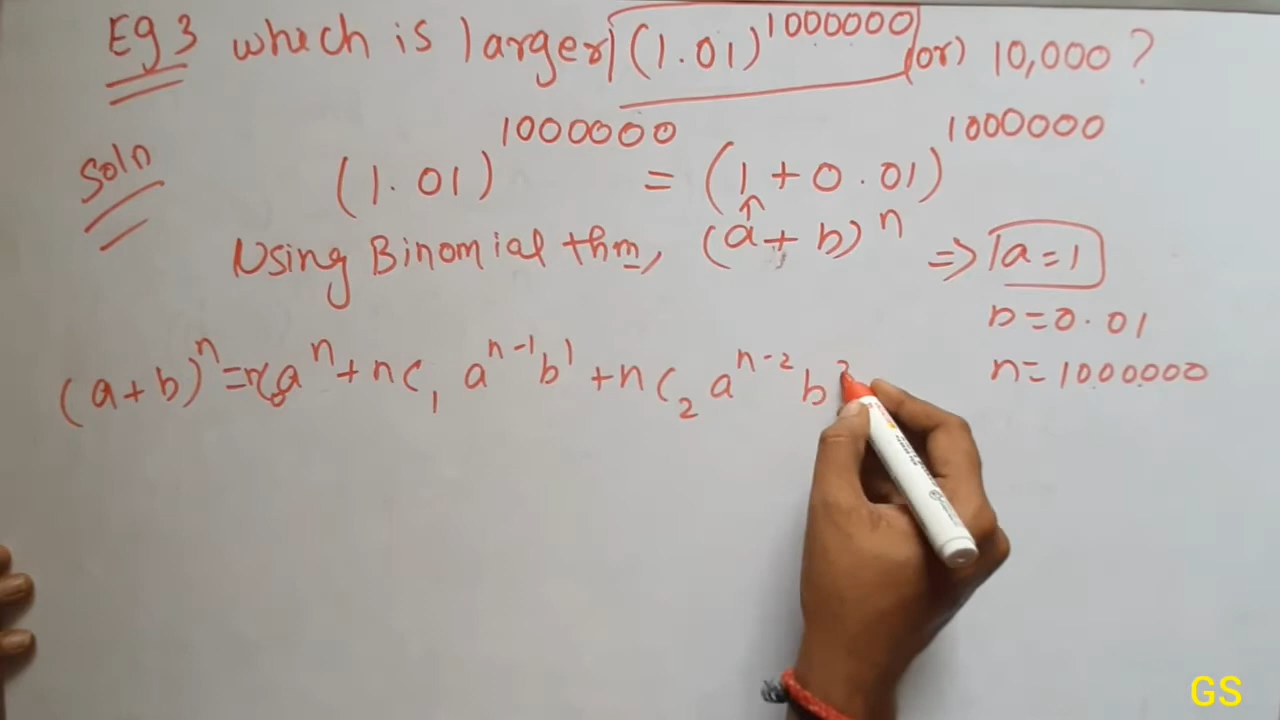 Eg 3 which is larger (1.01)^1000000 (or) 10,000 ?
Soln
(1.01)^1000000 = (1 + 0.01)^1000000
Using Binomial thm, (a + b)^n ⇒ a = 1
b = 0.01
n = 1000000
(a + b)^n = nC₀ a^n + nC₁ a^n-1 b^1 + nC₂ a^n-2 b^2
GS